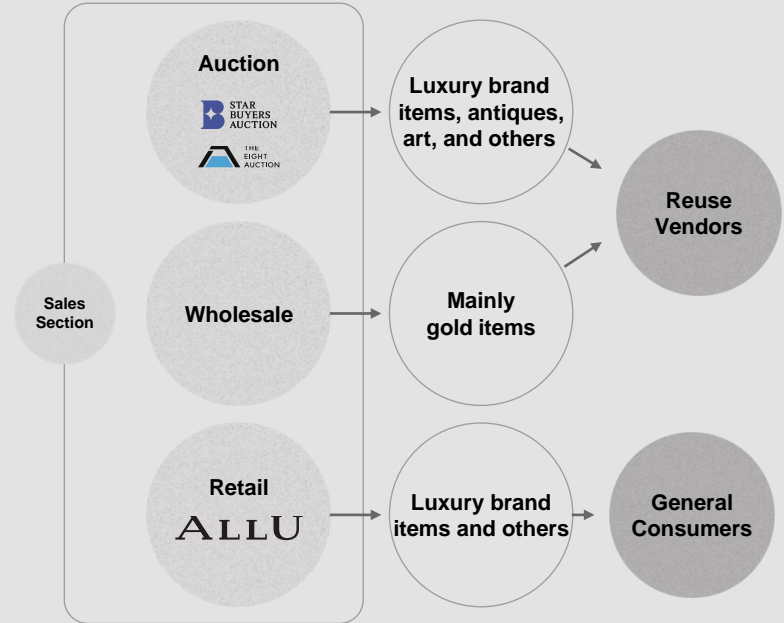 Auction
STAR
BUYERS
AUCTION
THE
EIGHT
AUCTION
Luxury brand
items, antiques,
art, and others
Reuse
Vendors
Sales
Section
Wholesale
Mainly
gold items
Retail
ALLU
Luxury brand
items and others
General
Consumers